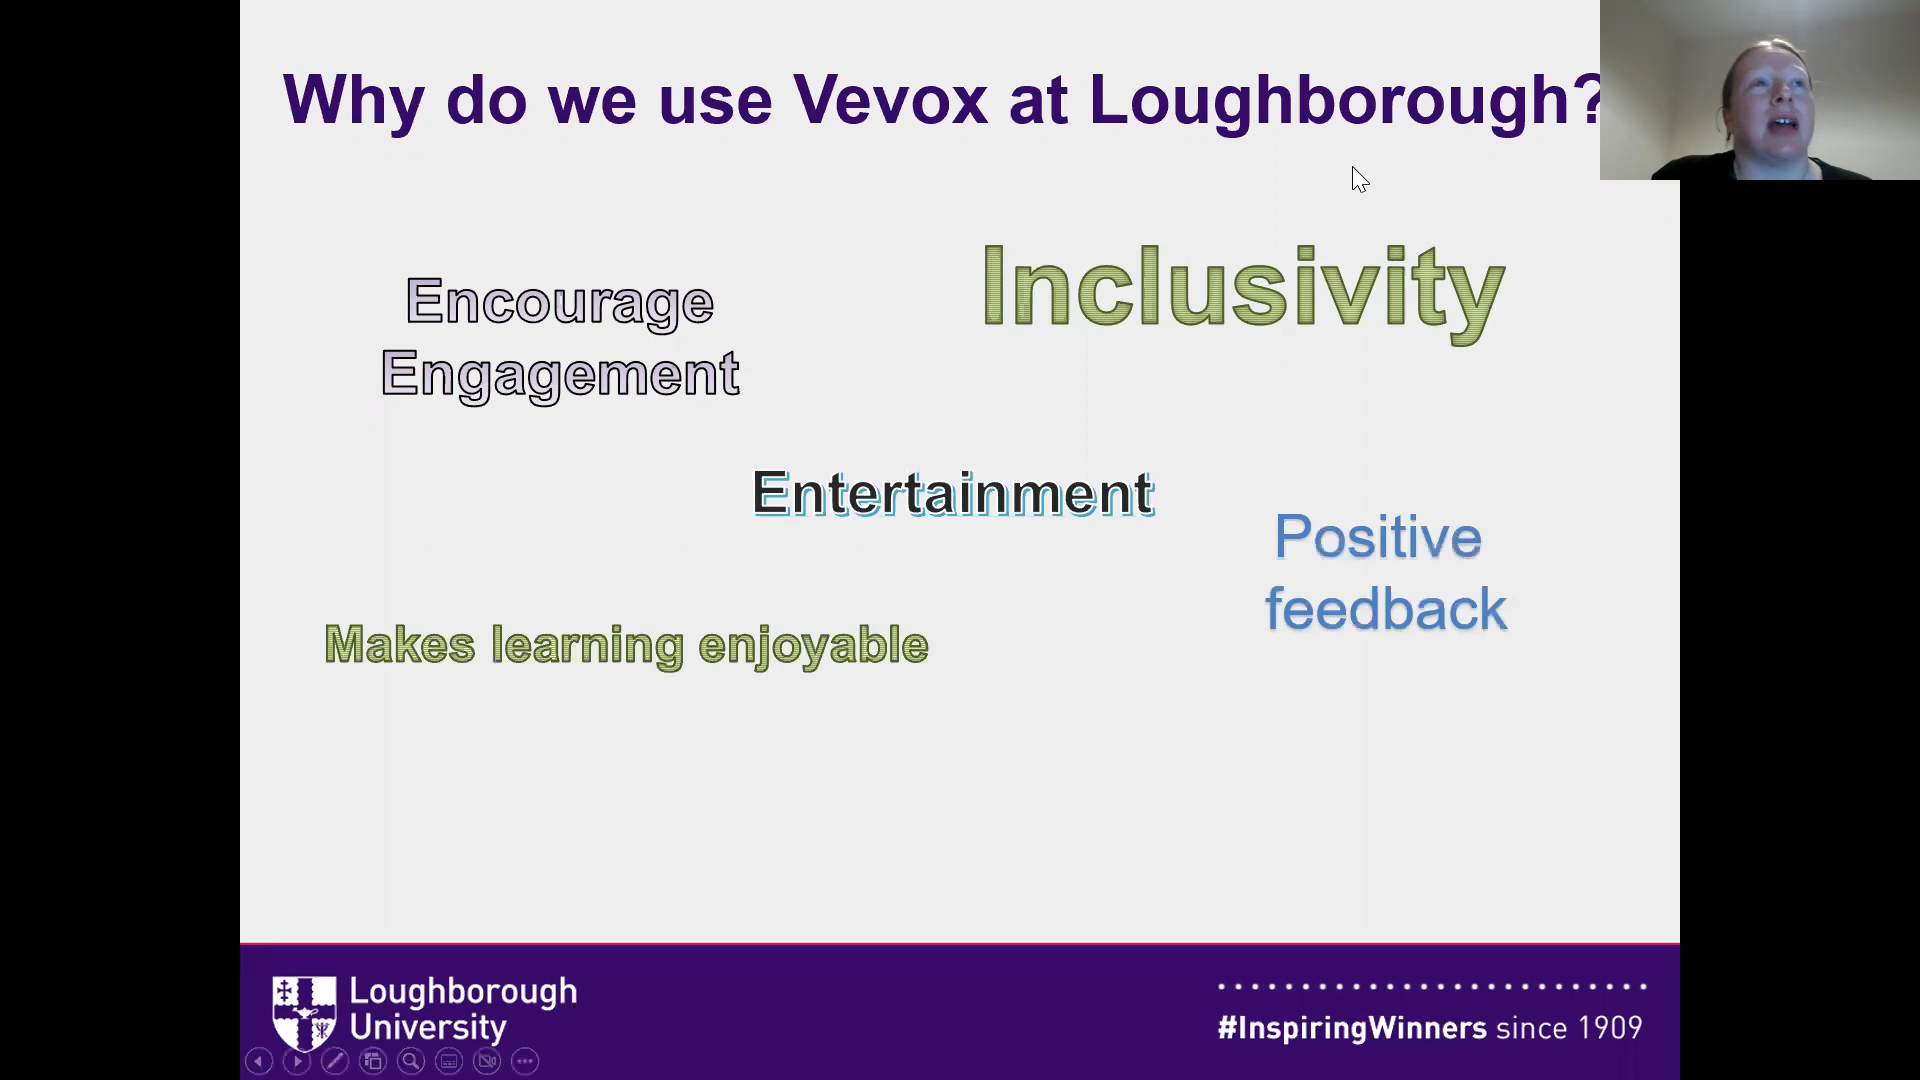 Why do we use Vevox at Loughborough?
Inclusivity
Encourage
Engagement
Entertainment
Positive
feedback
Makes learning enjoyable
Loughborough
University
#InspiringWinners since 1909